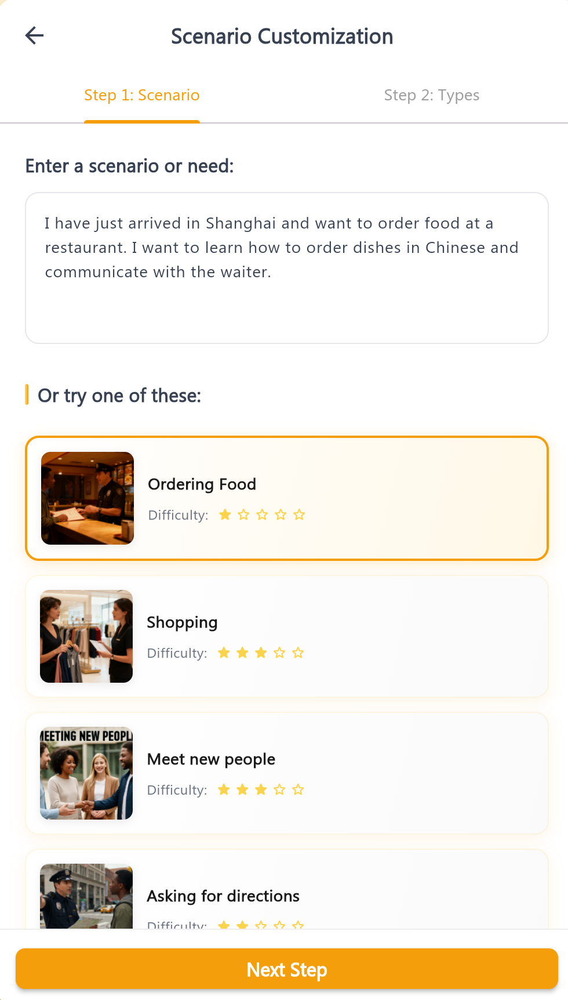 Scenario Customization
Step 1: Scenario
Step 2: Types
Enter a scenario or need:
I have just arrived in Shanghai and want to order food at a
restaurant. I want to learn how to order dishes in Chinese and
communicate with the waiter.
Or try one of these:
Ordering Food
Difficulty:
Shopping
Difficulty:
MEETING NEW PEOPL
Meet new people
Difficulty:
Asking for directions
Difficulty:
Next Step